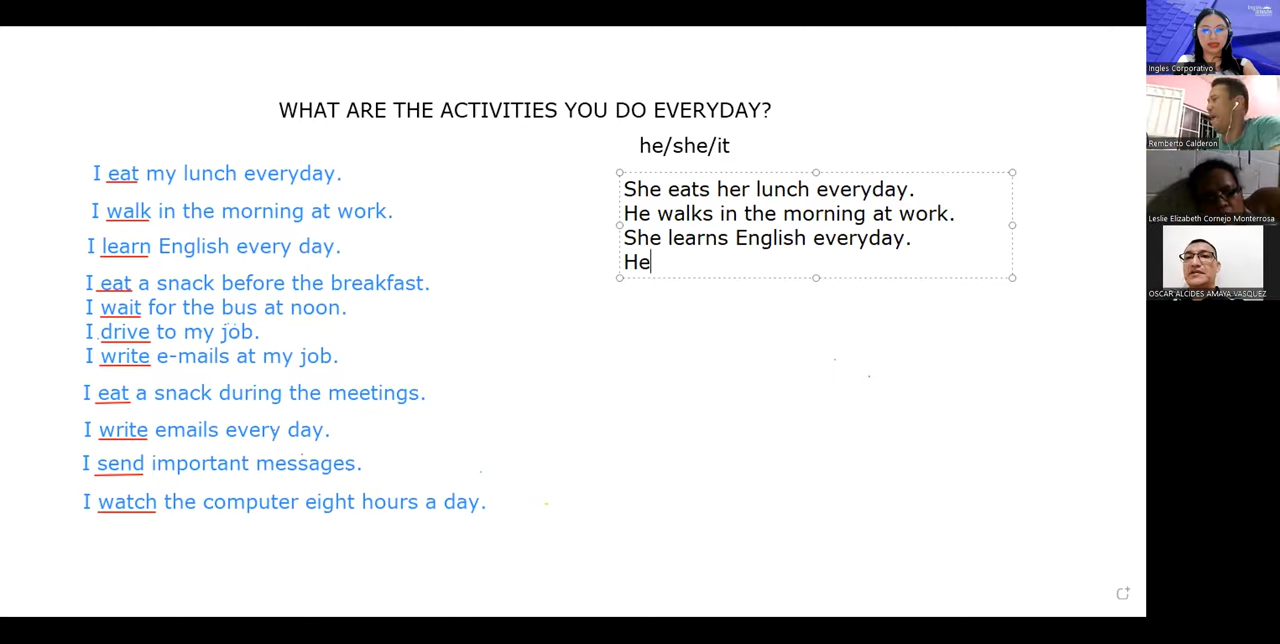 WHAT ARE THE ACTIVITIES YOU DO EVERYDAY?
he/she/it
I eat my lunch everyday.
I walk in the morning at work.
I learn English every day.
I eat a snack before the breakfast.
I wait for the bus at noon.
I drive to my job.
I write e-mails at my job.
I eat a snack during the meetings.
I write emails every day.
I send important messages.
I watch the computer eight hours a day.
She eats her lunch everyday.
He walks in the morning at work.
She learns English everyday.
He
Ingles Corporativo
Remberto Calderon
Leslie Elizabeth Cornejo Monterrosa
OSCAR ALCIDES AMAYA VASQUEZ